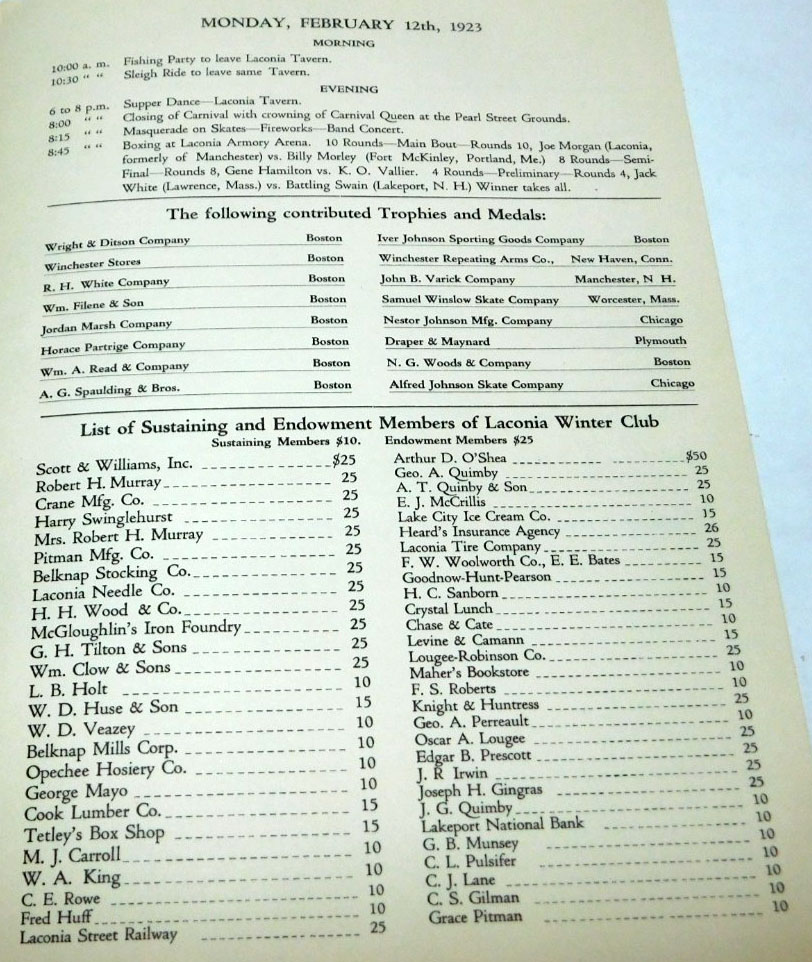 MONDAY, FEBRUARY 12th, 1923
MORNING
10:00 a. m. Fishing Party to leave Laconia Tavern.
10:30 " " Sleigh Ride to leave same Tavern.
EVENING
6 to 8 p.m. Supper Dance—Laconia Tavern.
8:00 " " Closing of Carnival with crowning of Carnival Queen at the Pearl Street Grounds.
8:15 " " Masquerade on Skates—Fireworks—Band Concert.
8:45 " " Boxing at Laconia Armory Arena. 10 Rounds—Main Bout—Rounds 10, Joe Morgan (Laconia,
formerly of Manchester) vs. Billy Morley (Fort McKinley, Portland, Me.) 8 Rounds—Semi-
Final—Rounds 8, Gene Hamilton vs. K. O. Vallier. 4 Rounds—Preliminary—Rounds 4, Jack
White (Lawrence, Mass.) vs. Battling Swain (Lakeport, N. H.) Winner takes all.
The following contributed Trophies and Medals:
Wright & Ditson Company Boston
Winchester Stores Boston
R. H. White Company Boston
Wm. Filene & Son Boston
Jordan Marsh Company Boston
Horace Partrige Company Boston
Wm. A. Read & Company Boston
A. G. Spaulding & Bros. Boston
Iver Johnson Sporting Goods Company Boston
Winchester Repeating Arms Co., New Haven, Conn.
John B. Varick Company Manchester, N H.
Samuel Winslow Skate Company Worcester, Mass.
Nestor Johnson Mfg. Company Chicago
Draper & Maynard Plymouth
N. G. Woods & Company Boston
Alfred Johnson Skate Company Chicago
List of Sustaining and Endowment Members of Laconia Winter Club
Sustaining Members $10. Endowment Members $25
Scott & Williams, Inc. $25
Robert H. Murray 25
Crane Mfg. Co. 25
Harry Swinglehurst 25
Mrs. Robert H. Murray 25
Pitman Mfg. Co. 25
Belknap Stocking Co. 25
Laconia Needle Co. 25
H. H. Wood & Co. 25
McGloughlin's Iron Foundry 25
G. H. Tilton & Sons 25
Wm. Clow & Sons 25
L. B. Holt 10
W. D. Huse & Son 15
W. D. Veazey 10
Belknap Mills Corp. 10
Opechee Hosiery Co. 10
George Mayo 10
Cook Lumber Co. 15
Tetley's Box Shop 15
M. J. Carroll 10
W. A. King 10
C. E. Rowe 10
Fred Huff 10
Laconia Street Railway 25
Arthur D. O'Shea $50
Geo. A. Quimby 25
A. T. Quinby & Son 25
E. J. McCrillis 10
Lake City Ice Cream Co. 15
Heard's Insurance Agency 26
Laconia Tire Company 25
F. W. Woolworth Co., E. E. Bates 15
Goodnow-Hunt-Pearson 15
H. C. Sanborn 10
Crystal Lunch 15
Chase & Cate 10
Levine & Camann 15
Lougee-Robinson Co. 25
Maher's Bookstore 10
F. S. Roberts 10
Knight & Huntress 25
Geo. A. Perreault 10
Oscar A. Lougee 25
Edgar B. Prescott 25
J. R Irwin 25
Joseph H. Gingras 25
J. G. Quimby 10
Lakeport National Bank 10
G. B. Munsey 10
C. L. Pulsifer 10
C. J. Lane 10
C. S. Gilman 10
Grace Pitman 10